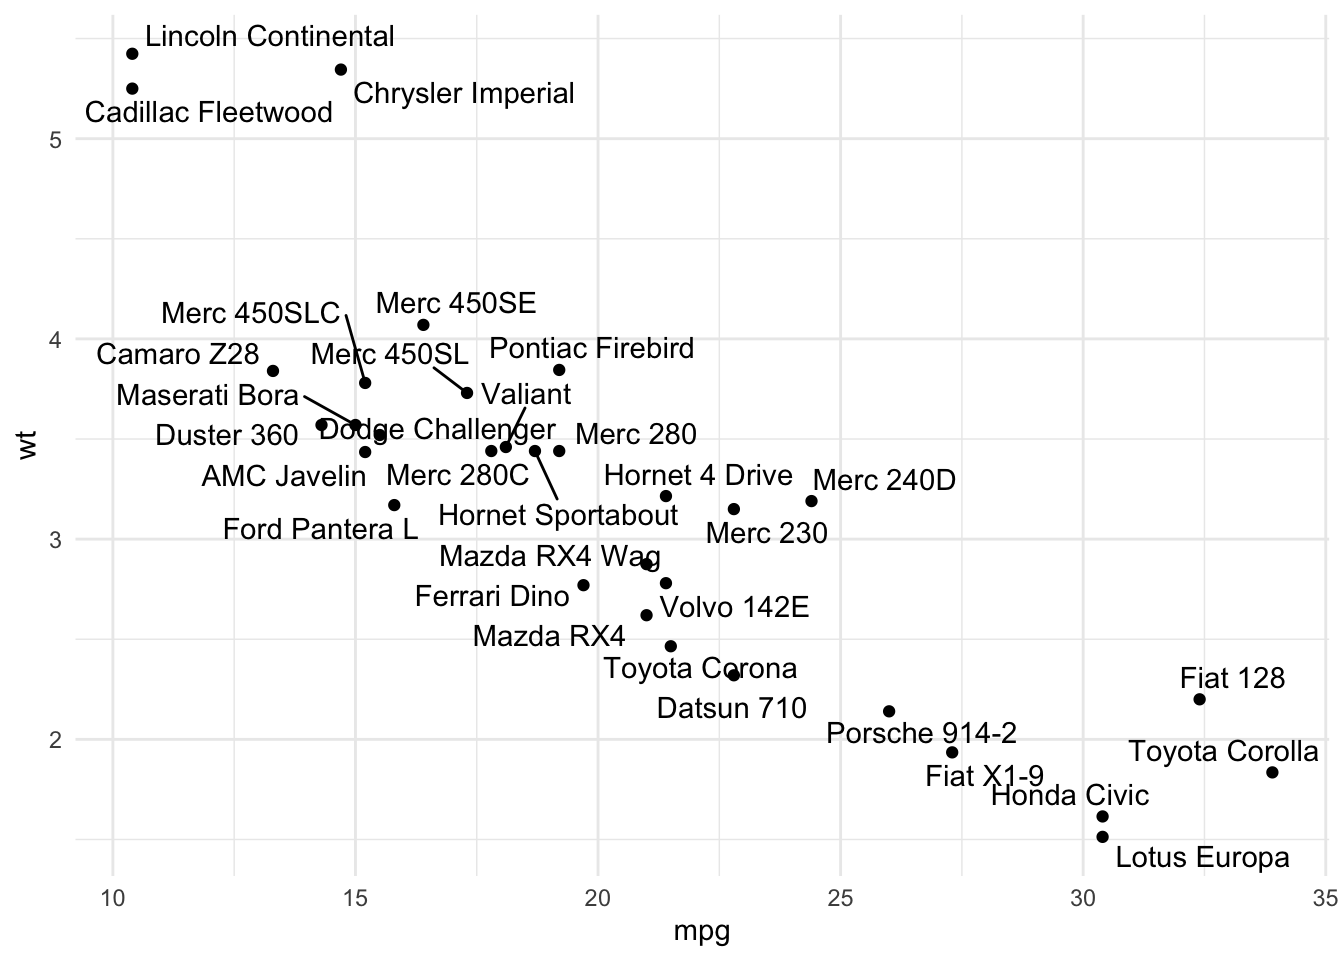 Lincoln Continental
Chrysler Imperial
Cadillac Fleetwood
5
Merc 450SE
Merc 450SLC
4
Pontiac Firebird
Camaro Z28
Merc 450SL
Valiant
Maserati Bora
Dodge Challenger
Merc 280
Duster 360
wt
AMC Javelin
Merc 280C
Hornet 4 Drive
Merc 240D
Hornet Sportabout
Ford Pantera L
Merc 230
3
Mazda RX4 Wag
Ferrari Dino
Volvo 142E
Mazda RX4
Toyota Corona
Fiat 128
Datsun 710
Porsche 914-2
2
Toyota Corolla
Fiat X1-9
Honda Civic
Lotus Europa
10 15 20 25 30 35
mpg